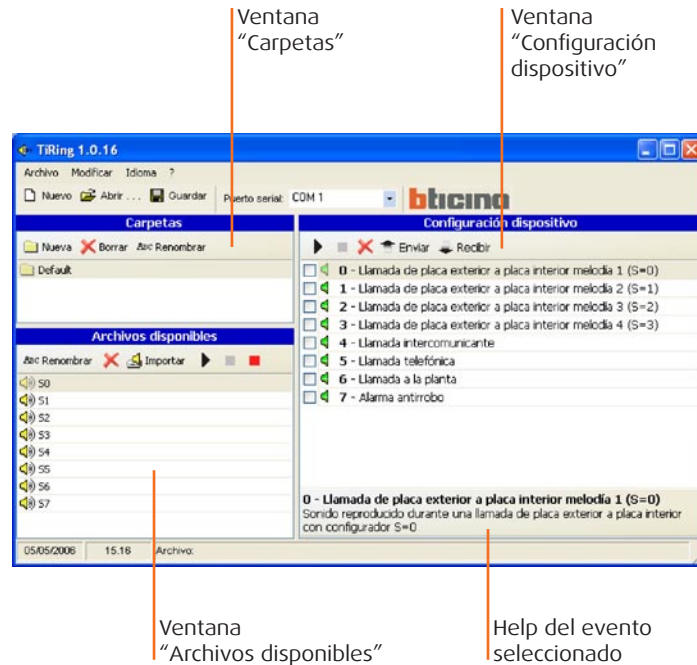 Ventana
“Carpetas”
Ventana
“Configuración
dispositivo”
TiRing 1.0.16
Archivo Modificar Idioma ?
Nuevo Abrir ... Guardar Puerto serial: COM 1 bticino
Carpetas
Nueva Borrar Abc Renombrar
Default
Configuración dispositivo
Enviar Recibir
0 - Llamada de placa exterior a placa interior melodía 1 (S=0)
1 - Llamada de placa exterior a placa interior melodía 2 (S=1)
2 - Llamada de placa exterior a placa interior melodía 3 (S=2)
3 - Llamada de placa exterior a placa interior melodía 4 (S=3)
4 - Llamada intercomunicante
5 - Llamada telefónica
6 - Llamada a la planta
7 - Alarma antirrobo
Archivos disponibles
Abc Renombrar Importar
S0
S1
S2
S3
S4
S5
S6
S7
0 - Llamada de placa exterior a placa interior melodía 1 (S=0)
Sonido reproducido durante una llamada de placa exterior a placa interior
con configurador S=0
05/05/2006 15.16 Archivo:
Ventana
“Archivos disponibles”
Help del evento
seleccionado